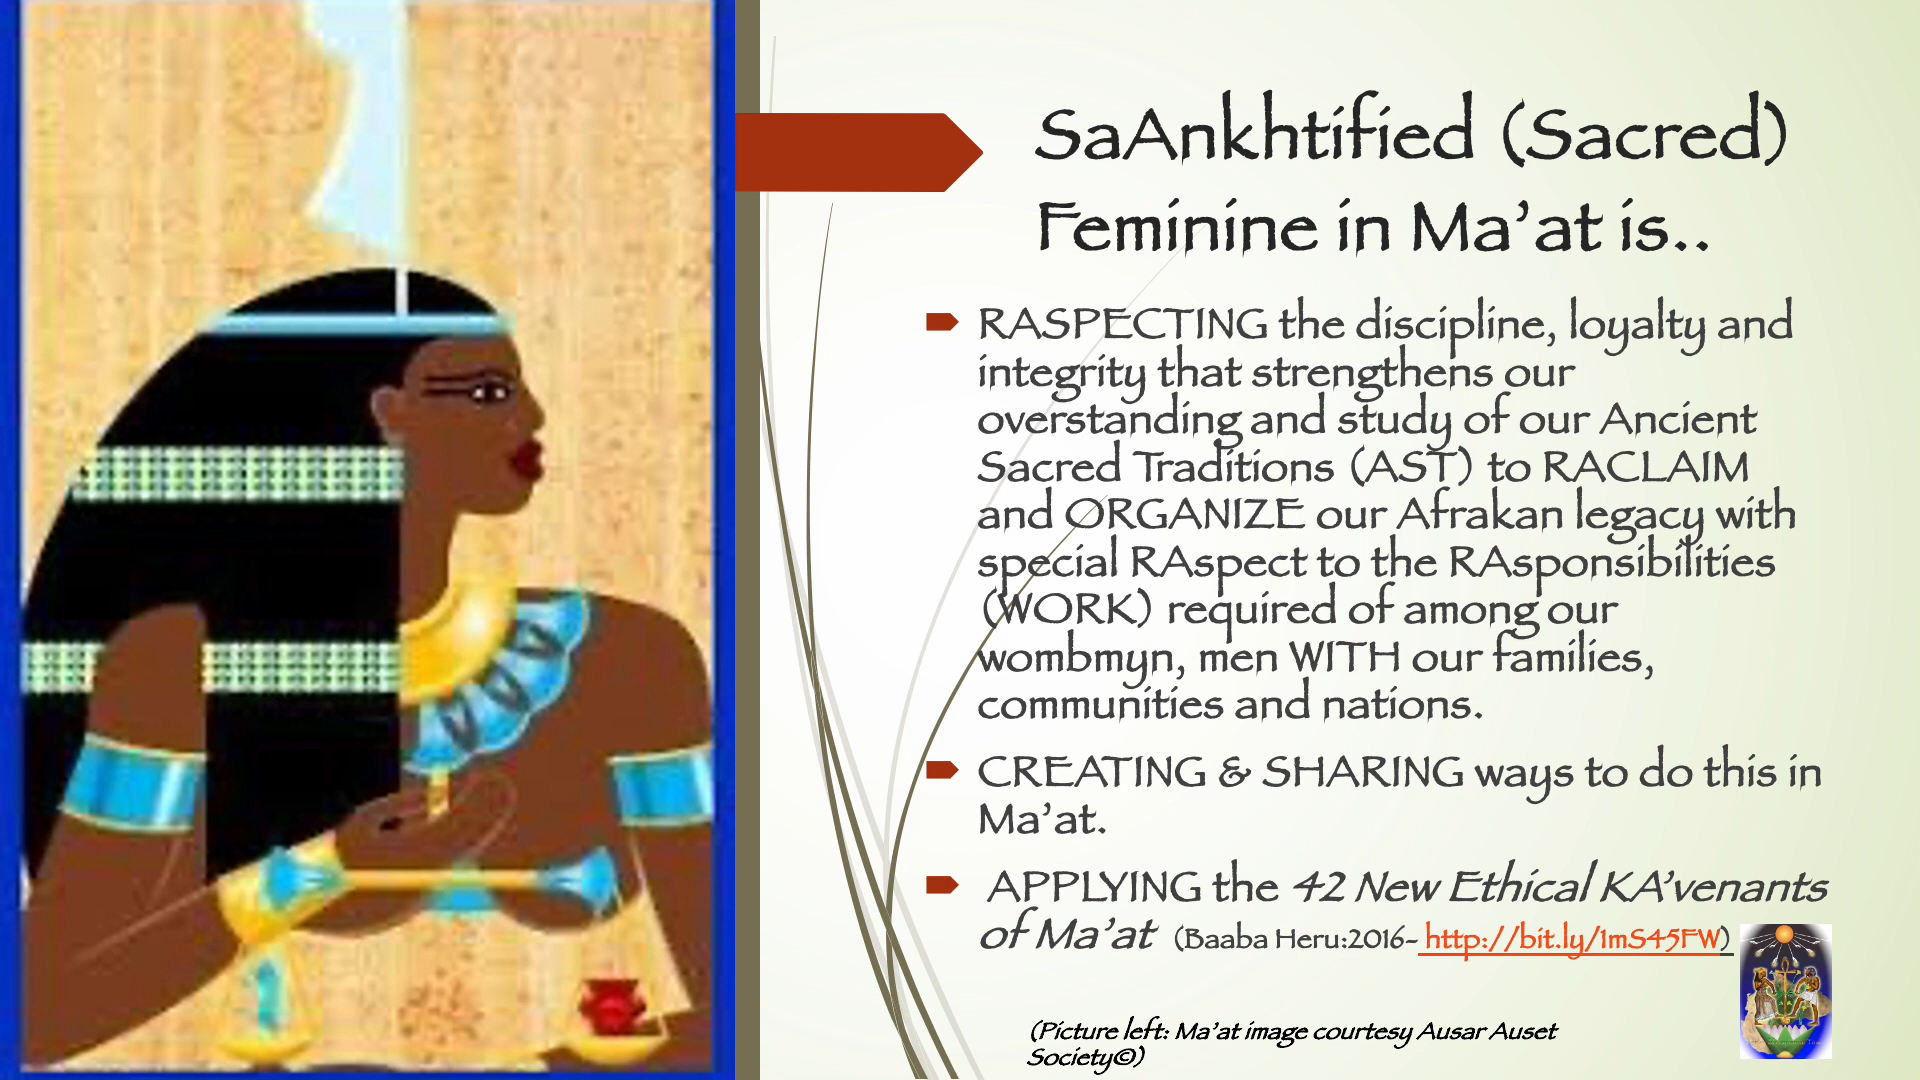 SaAnkhtified (Sacred)
Feminine in Ma’at is..
RASPECTING the discipline, loyalty and
integrity that strengthens our
overstanding and study of our Ancient
Sacred Traditions (AST) to RACLAIM
and ORGANIZE our Afrakan legacy with
special RAspect to the RAsponsibilities
(WORK) required of among our
wombmyn, men WITH our families,
communities and nations.
CREATING & SHARING ways to do this in
Ma’at.
APPLYING the 42 New Ethical KA’venants
of Ma’at (Baaba Heru:2016- http://bit.ly/1mS45FW)
(Picture left: Ma’at image courtesy Ausar Auset
Society©)